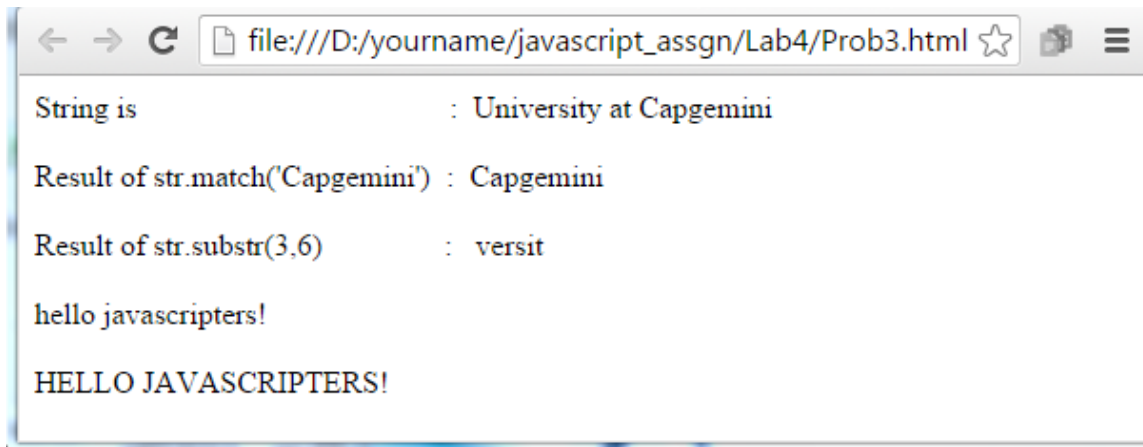 file:///D:/yourname/javascript_assgn/Lab4/Prob3.html
String is : University at Capgemini
Result of str.match('Capgemini') : Capgemini
Result of str.substr(3,6) : versit
hello javascripters!
HELLO JAVASCRIPTERS!